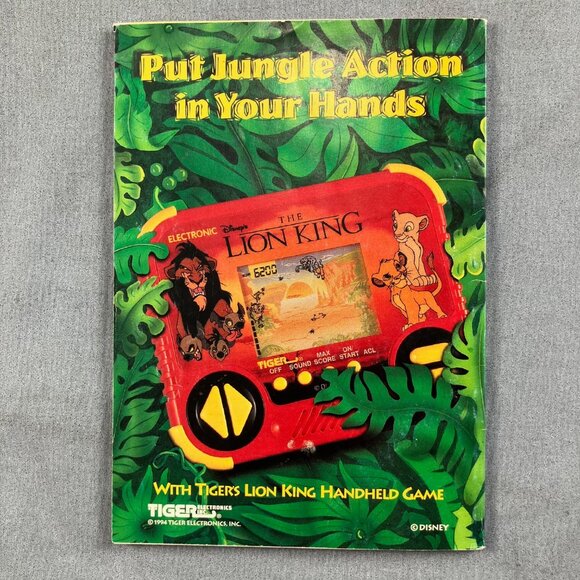 Put Jungle Action
in Your Hands
ELECTRONIC
Disney's
THE
LION KING
6200
TIGER®
OFF SOUND MAX SCORE ON START ACL
WITH TIGER'S LION KING HANDHELD GAME
TIGER ELECTRONICS INC.®
© 1994 TIGER ELECTRONICS, INC.
© DISNEY